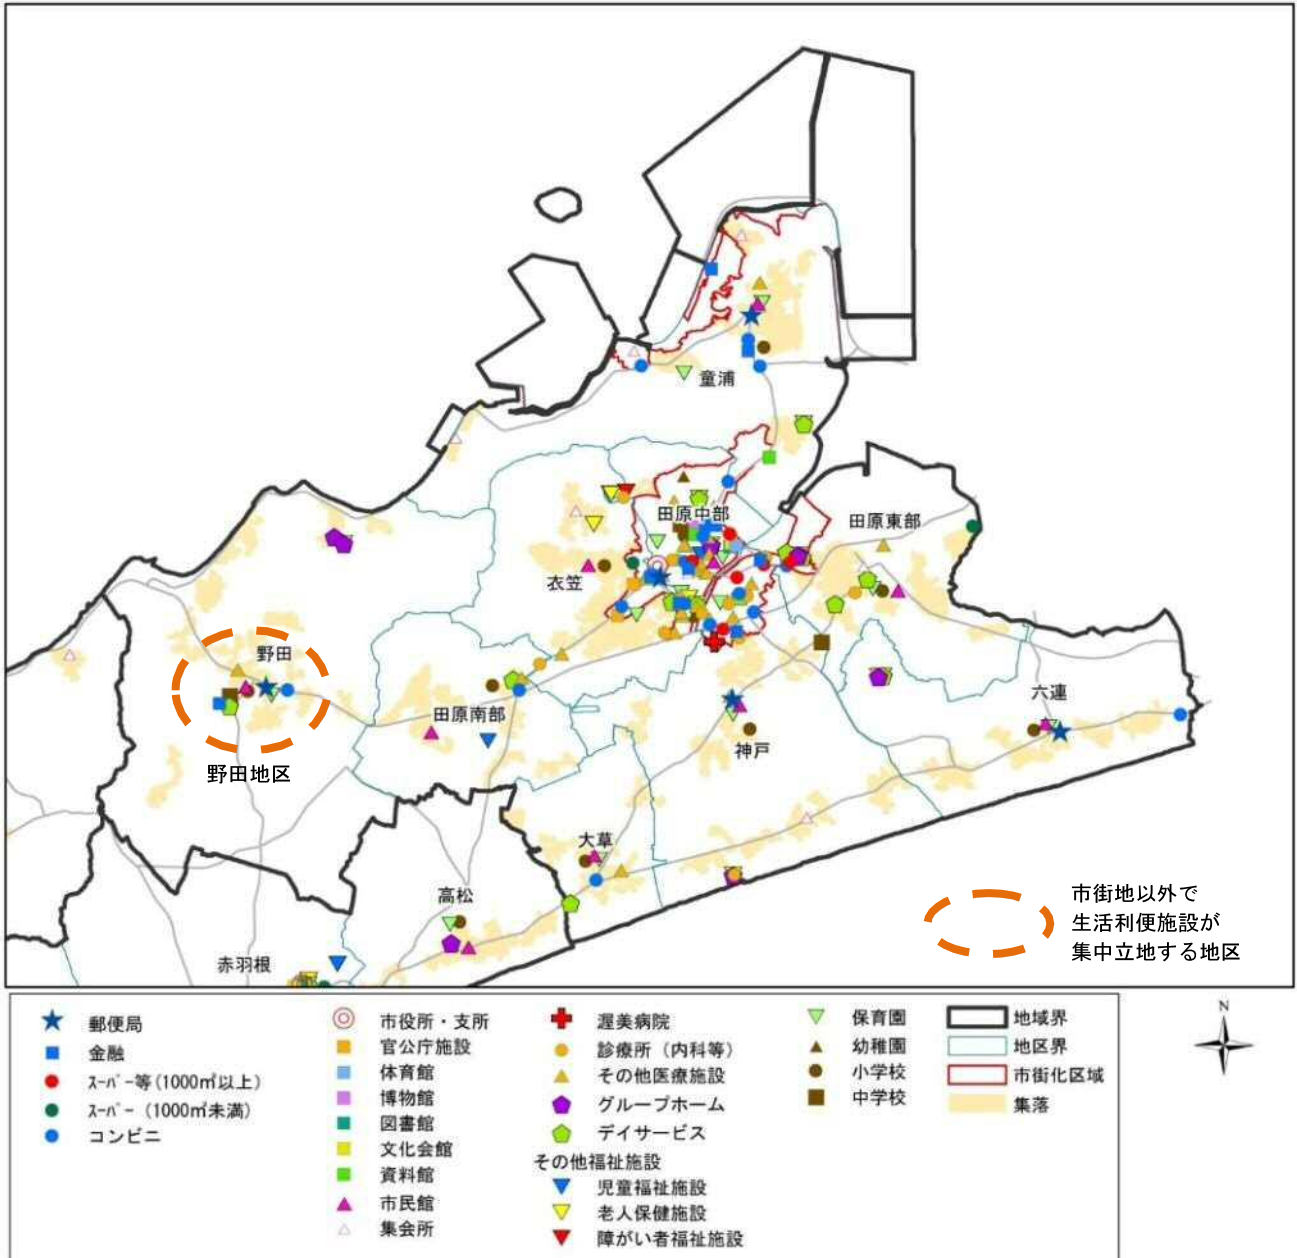 童浦
田原中部
田原東部
衣笠
野田
六連
田原南部
神戸
野田地区
大草
高松
赤羽根
市街地以外で
生活利便施設が
集中立地する地区
郵便局
金融
ｽｰﾊﾟｰ等(1000㎡以上)
ｽｰﾊﾟｰ（1000㎡未満）
コンビニ
市役所・支所
官公庁施設
体育館
博物館
図書館
文化会館
資料館
市民館
集会所
渥美病院
診療所（内科等）
その他医療施設
グループホーム
デイサービス
その他福祉施設
児童福祉施設
老人保健施設
障がい者福祉施設
保育園
幼稚園
小学校
中学校
地域界
地区界
市街化区域
集落
N